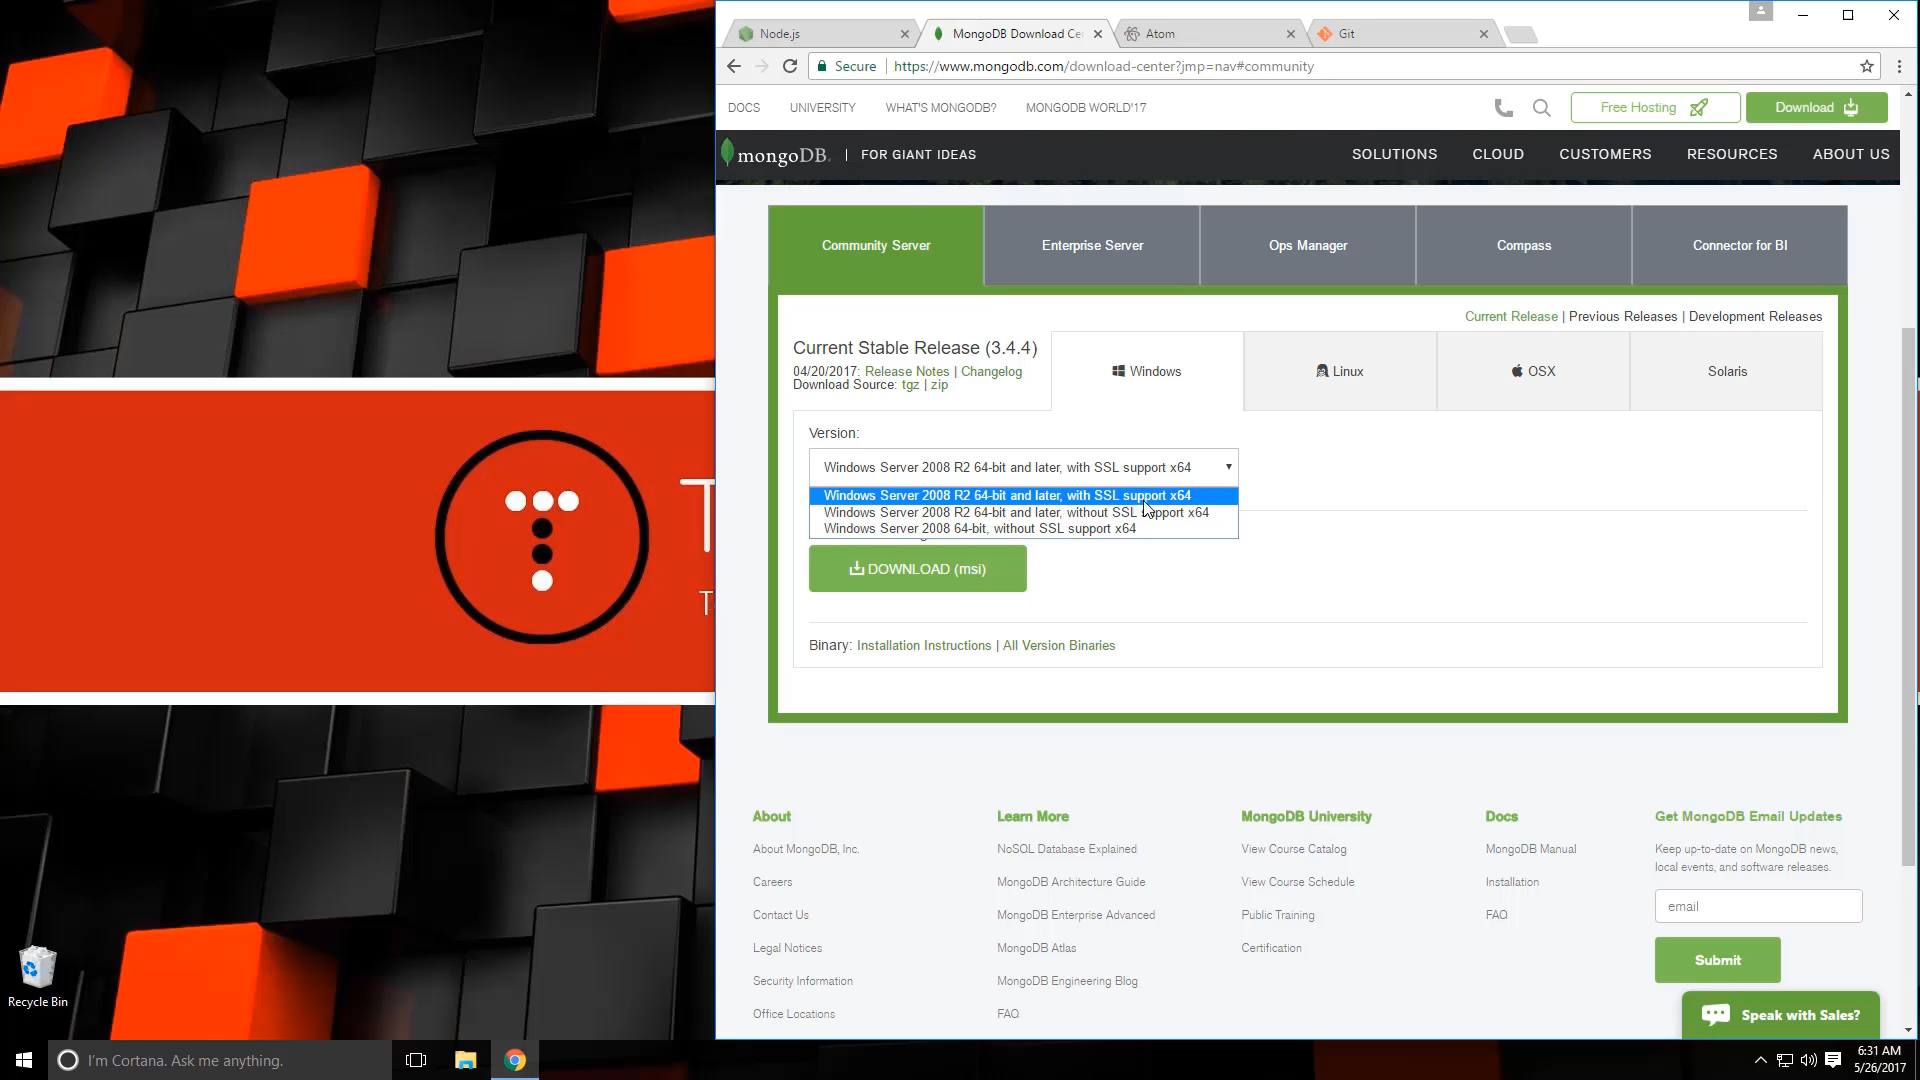 Node.js
MongoDB Download Ce
Atom
Git
Secure
https://www.mongodb.com/download-center?jmp=nav#community
DOCS
UNIVERSITY
WHAT'S MONGODB?
MONGODB WORLD'17
Free Hosting
Download
mongoDB.
FOR GIANT IDEAS
SOLUTIONS
CLOUD
CUSTOMERS
RESOURCES
ABOUT US
Community Server
Enterprise Server
Ops Manager
Compass
Connector for BI
Current Release | Previous Releases | Development Releases
Current Stable Release (3.4.4)
04/20/2017: Release Notes | Changelog
Download Source: tgz | zip
Windows
Linux
OSX
Solaris
Version:
Windows Server 2008 R2 64-bit and later, with SSL support x64
Windows Server 2008 R2 64-bit and later, with SSL support x64
Windows Server 2008 R2 64-bit and later, without SSL support x64
Windows Server 2008 64-bit, without SSL support x64
DOWNLOAD (msi)
Binary: Installation Instructions | All Version Binaries
About
About MongoDB, Inc.
Careers
Contact Us
Legal Notices
Security Information
Office Locations
Learn More
NoSQL Database Explained
MongoDB Architecture Guide
MongoDB Enterprise Advanced
MongoDB Atlas
MongoDB Engineering Blog
FAQ
MongoDB University
View Course Catalog
View Course Schedule
Public Training
Certification
Docs
MongoDB Manual
Installation
FAQ
Get MongoDB Email Updates
Keep up-to-date on MongoDB news,
local events, and software releases.
email
Submit
Speak with Sales?
T
T
Recycle Bin
I'm Cortana. Ask me anything.
6:31 AM
5/26/2017